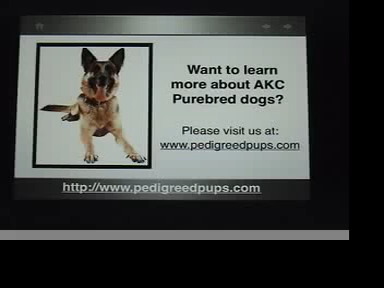 Want to learn
more about AKC
Purebred dogs?
Please visit us at:
www.pedigreedpups.com
http://www.pedigreedpups.com